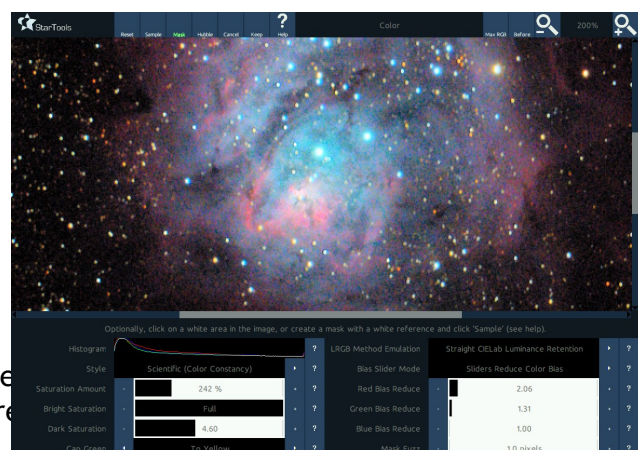 StarTools
Reset Sample Mask Hubble Cancel Keep ? Help Color Max RGB Before 200%
Optionally, click on a white area in the image, or create a mask with a white reference and click 'Sample' (see help).
Histogram ? LRGB Method Emulation Straight CIELab Luminance Retention ?
Style Scientific (Color Constancy) ? Bias Slider Mode Sliders Reduce Color Bias ?
Saturation Amount - 242 % + ? Red Bias Reduce - 2.06 + ?
Bright Saturation - Full + ? Green Bias Reduce - 1.31 + ?
Dark Saturation - 4.60 + ? Blue Bias Reduce - 1.00 + ?
Cap Green To Yellow ? Mask Fuzz - 1.0 pixels + ?